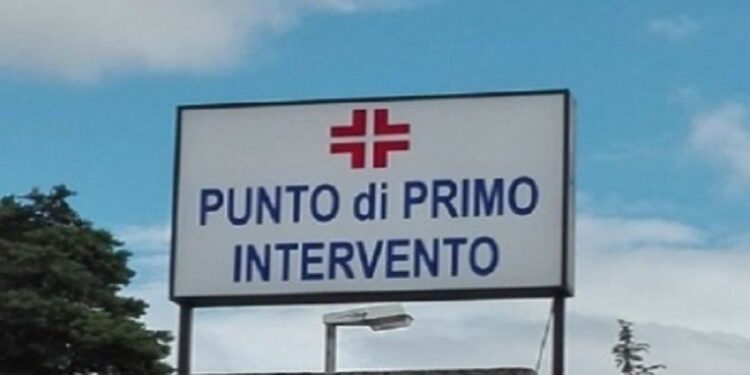 PUNTO di PRIMO
INTERVENTO